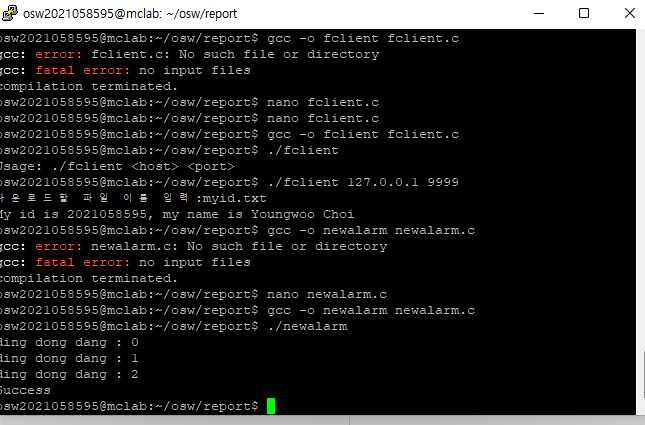 osw2021058595@mclab: ~/osw/report
osw2021058595@mclab:~/osw/report$ gcc -o fclient fclient.c
gcc: error: fclient.c: No such file or directory
gcc: fatal error: no input files
compilation terminated.
osw2021058595@mclab:~/osw/report$ nano fclient.c
osw2021058595@mclab:~/osw/report$ nano fclient.c
osw2021058595@mclab:~/osw/report$ gcc -o fclient fclient.c
osw2021058595@mclab:~/osw/report$ ./fclient
Usage: ./fclient <host> <port>
osw2021058595@mclab:~/osw/report$ ./fclient 127.0.0.1 9999
다운로드할 파일 이름 입력 :myid.txt
My id is 2021058595, my name is Youngwoo Choi
osw2021058595@mclab:~/osw/report$ gcc -o newalarm newalarm.c
gcc: error: newalarm.c: No such file or directory
gcc: fatal error: no input files
compilation terminated.
osw2021058595@mclab:~/osw/report$ nano newalarm.c
osw2021058595@mclab:~/osw/report$ gcc -o newalarm newalarm.c
osw2021058595@mclab:~/osw/report$ ./newalarm
ding dong dang : 0
ding dong dang : 1
ding dong dang : 2
Success
osw2021058595@mclab:~/osw/report$